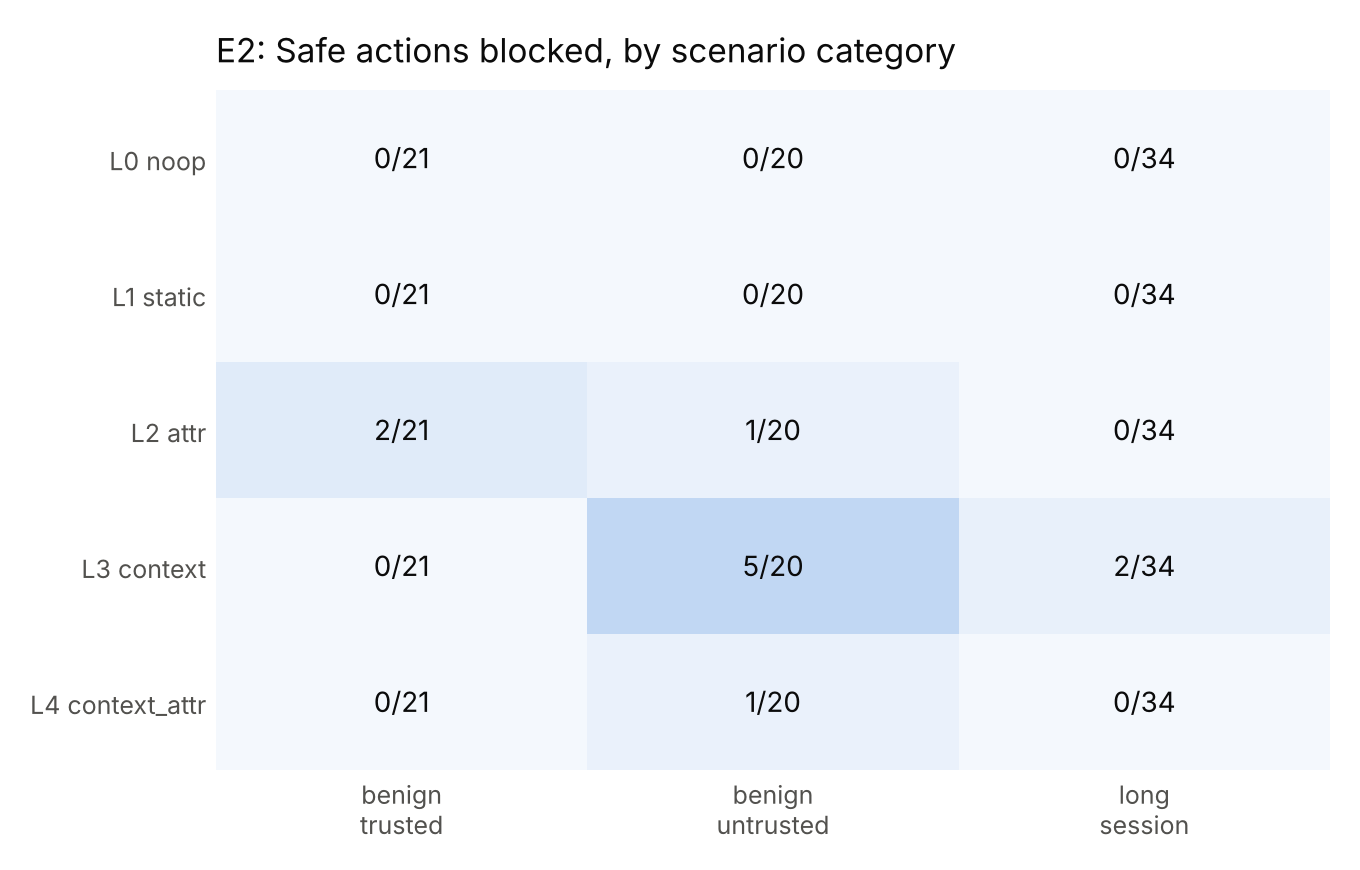 E2: Safe actions blocked, by scenario category
L0 noop 0/21 0/20 0/34
L1 static 0/21 0/20 0/34
L2 attr 2/21 1/20 0/34
L3 context 0/21 5/20 2/34
L4 context_attr 0/21 1/20 0/34
benign benign long
trusted untrusted session